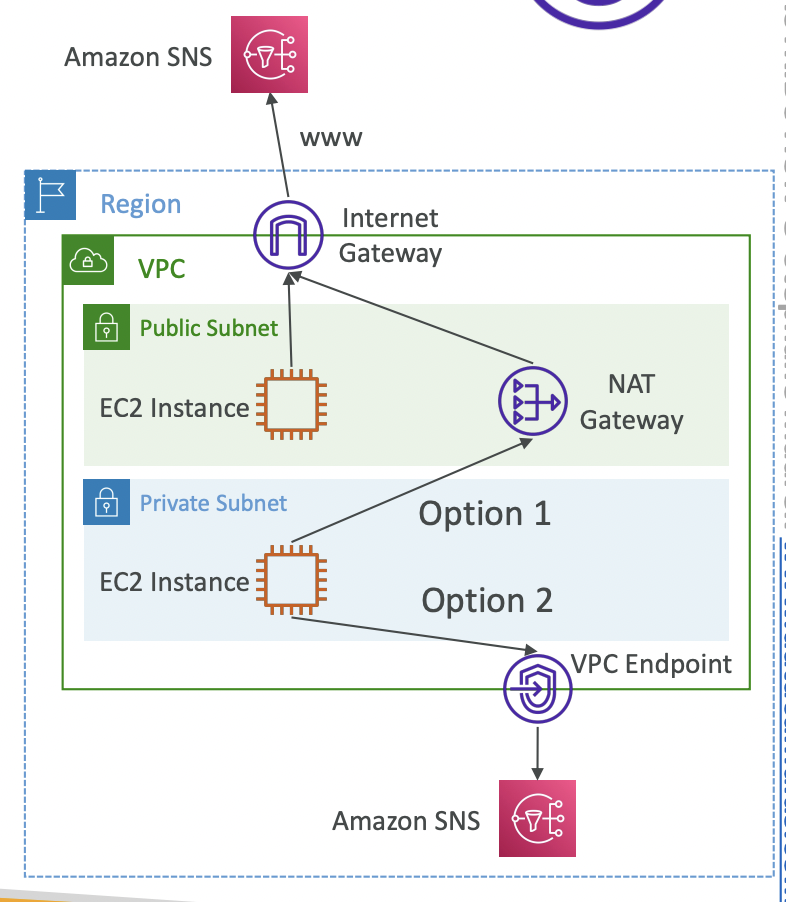 Amazon SNS
www
Region
Internet
Gateway
VPC
Public Subnet
EC2 Instance
NAT
Gateway
Private Subnet
Option 1
EC2 Instance
Option 2
VPC Endpoint
Amazon SNS